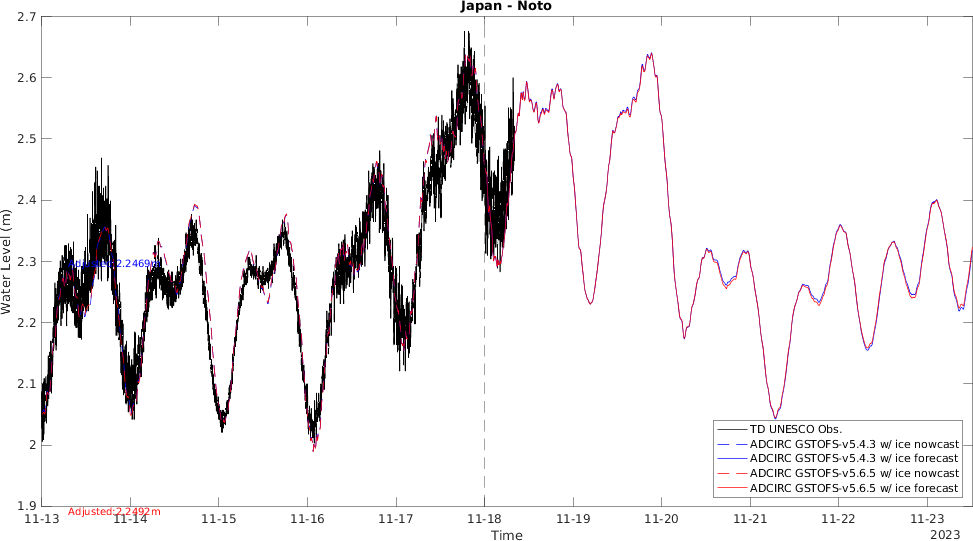 Japan - Noto
2.7
2.6
2.5
2.4
2.3
2.2
2.1
2
1.9
Water Level (m)
Adjusted:2.2469m
Adjusted:2.2492m
TD UNESCO Obs.
ADCIRC GSTOFS-v5.4.3 w/ ice nowcast
ADCIRC GSTOFS-v5.4.3 w/ ice forecast
ADCIRC GSTOFS-v5.6.5 w/ ice nowcast
ADCIRC GSTOFS-v5.6.5 w/ ice forecast
11-13 11-14 11-15 11-16 11-17 11-18 11-19 11-20 11-21 11-22 11-23
Time
2023